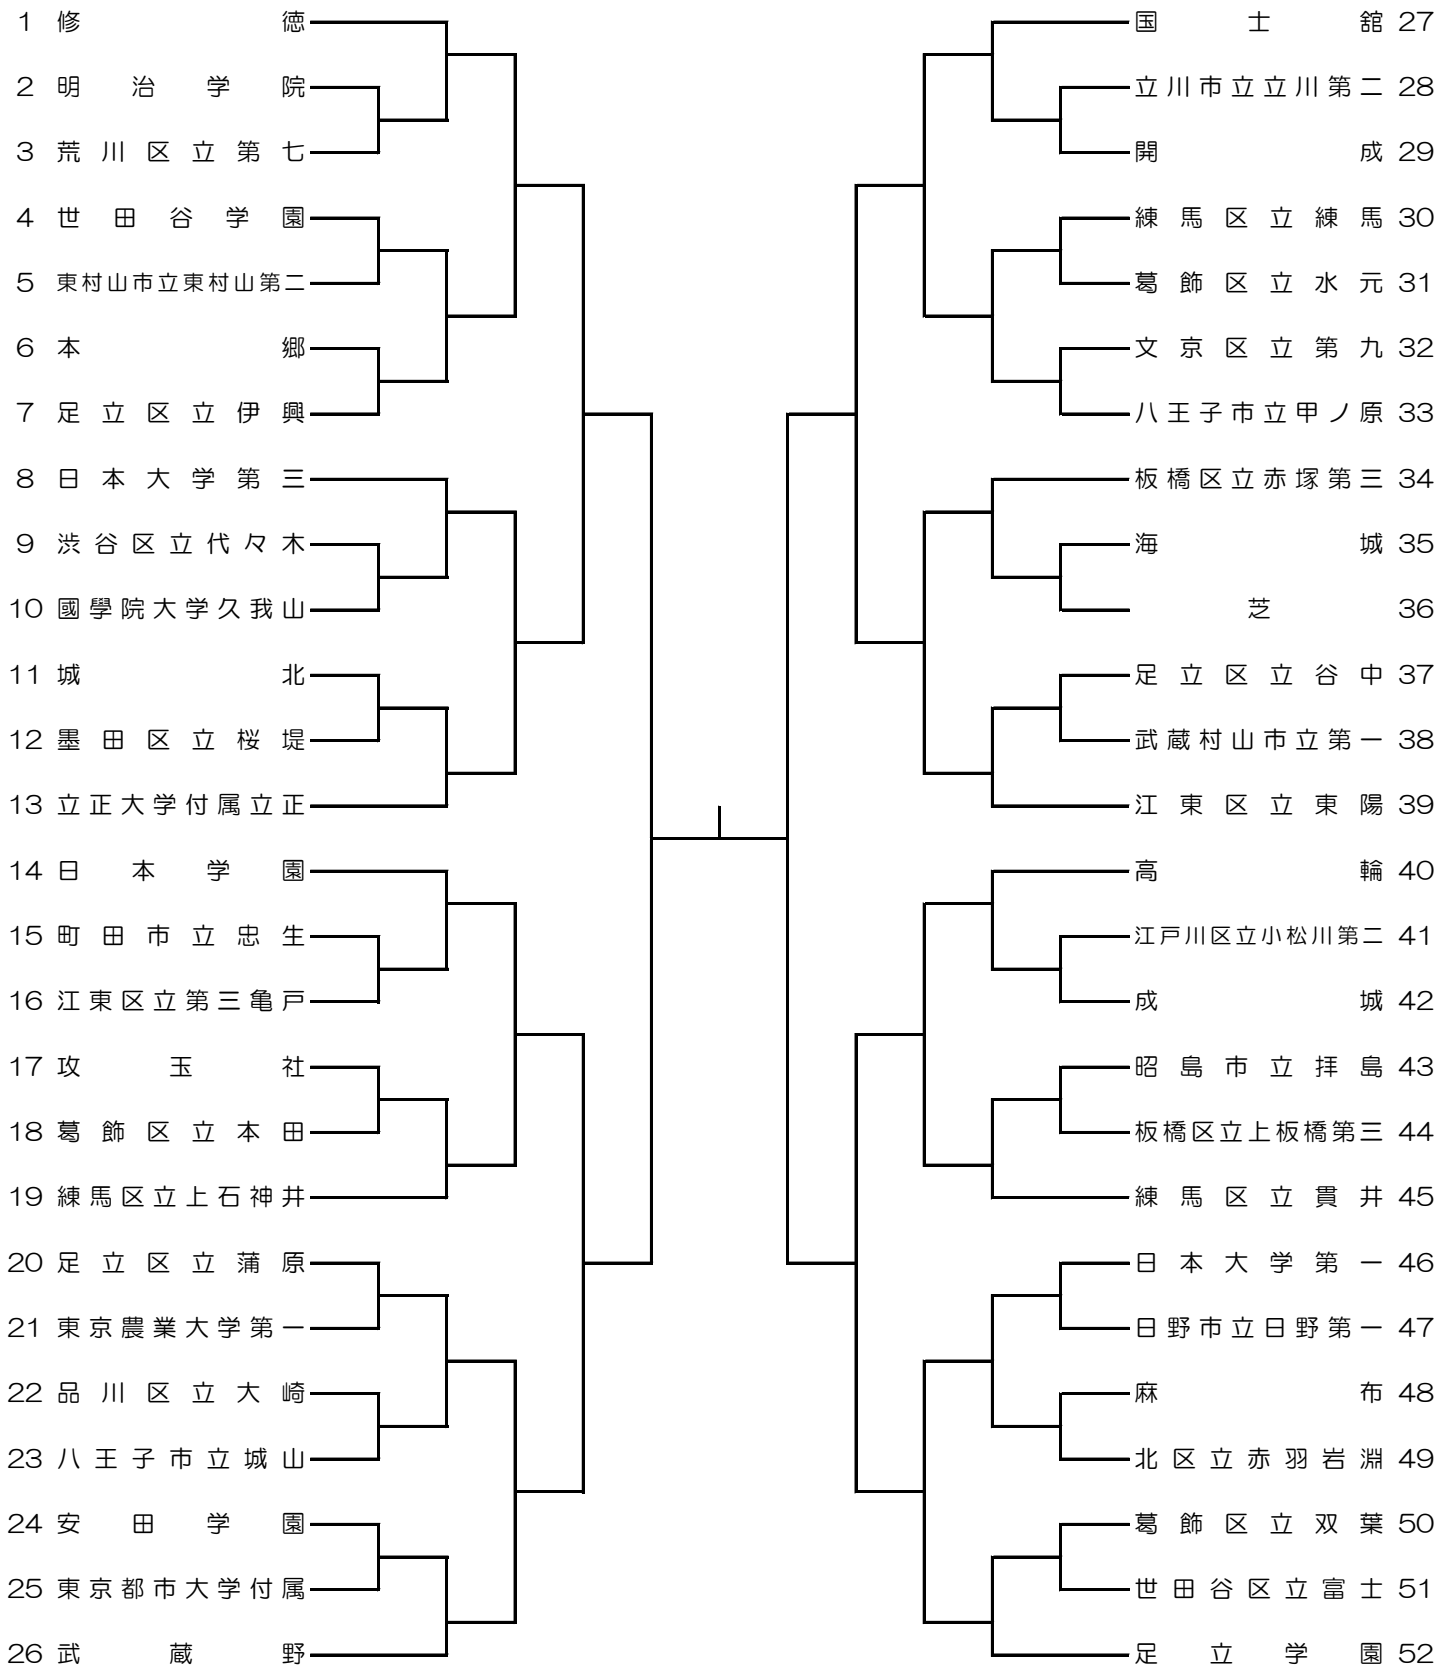 1 修徳
2 明治学院
3 荒川区立第七
4 世田谷学園
5 東村山市立東村山第二
6 本郷
7 足立区立伊興
8 日本大学第三
9 渋谷区立代々木
10 國學院大学久我山
11 城北
12 墨田区立桜堤
13 立正大学付属立正
14 日本学園
15 町田市立忠生
16 江東区立第三亀戸
17 攻玉社
18 葛飾区立本田
19 練馬区立上石神井
20 足立区立蒲原
21 東京農業大学第一
22 品川区立大崎
23 八王子市立城山
24 安田学園
25 東京都市大学付属
26 武蔵野
国士舘 27
立川市立立川第二 28
開成 29
練馬区立練馬 30
葛飾区立水元 31
文京区立第九 32
八王子市立甲ノ原 33
板橋区立赤塚第三 34
海城 35
芝 36
足立区立谷中 37
武蔵村山市立第一 38
江東区立東陽 39
高輪 40
江戸川区立小松川第二 41
成城 42
昭島市立拝島 43
板橋区立上板橋第三 44
練馬区立貫井 45
日本大学第一 46
日野市立日野第一 47
麻布 48
北区立赤羽岩淵 49
葛飾区立双葉 50
世田谷区立富士 51
足立学園 52